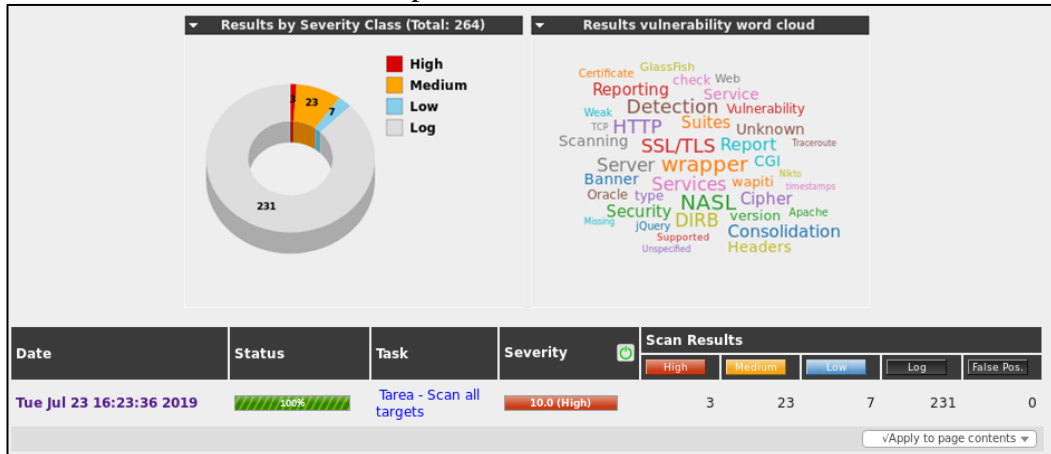 Results by Severity Class (Total: 264)
High
Medium
Low
Log
3
23
7
231
Results vulnerability word cloud
GlassFish
Certificate check Web
Reporting Service
Weak Detection Vulnerability
TCP HTTP Suites Unknown
Scanning SSL/TLS Report Traceroute
Server wrapper CGI
Nikto
Banner Services wapiti timestamps
Oracle type NASL Cipher
Security DIRB version Apache
Missing jQuery Consolidation
Supported
Unspecified Headers
Date Status Task Severity Scan Results
High Medium Low Log False Pos.
Tue Jul 23 16:23:36 2019 100% Tarea - Scan all targets 10.0 (High) 3 23 7 231 0
√Apply to page contents